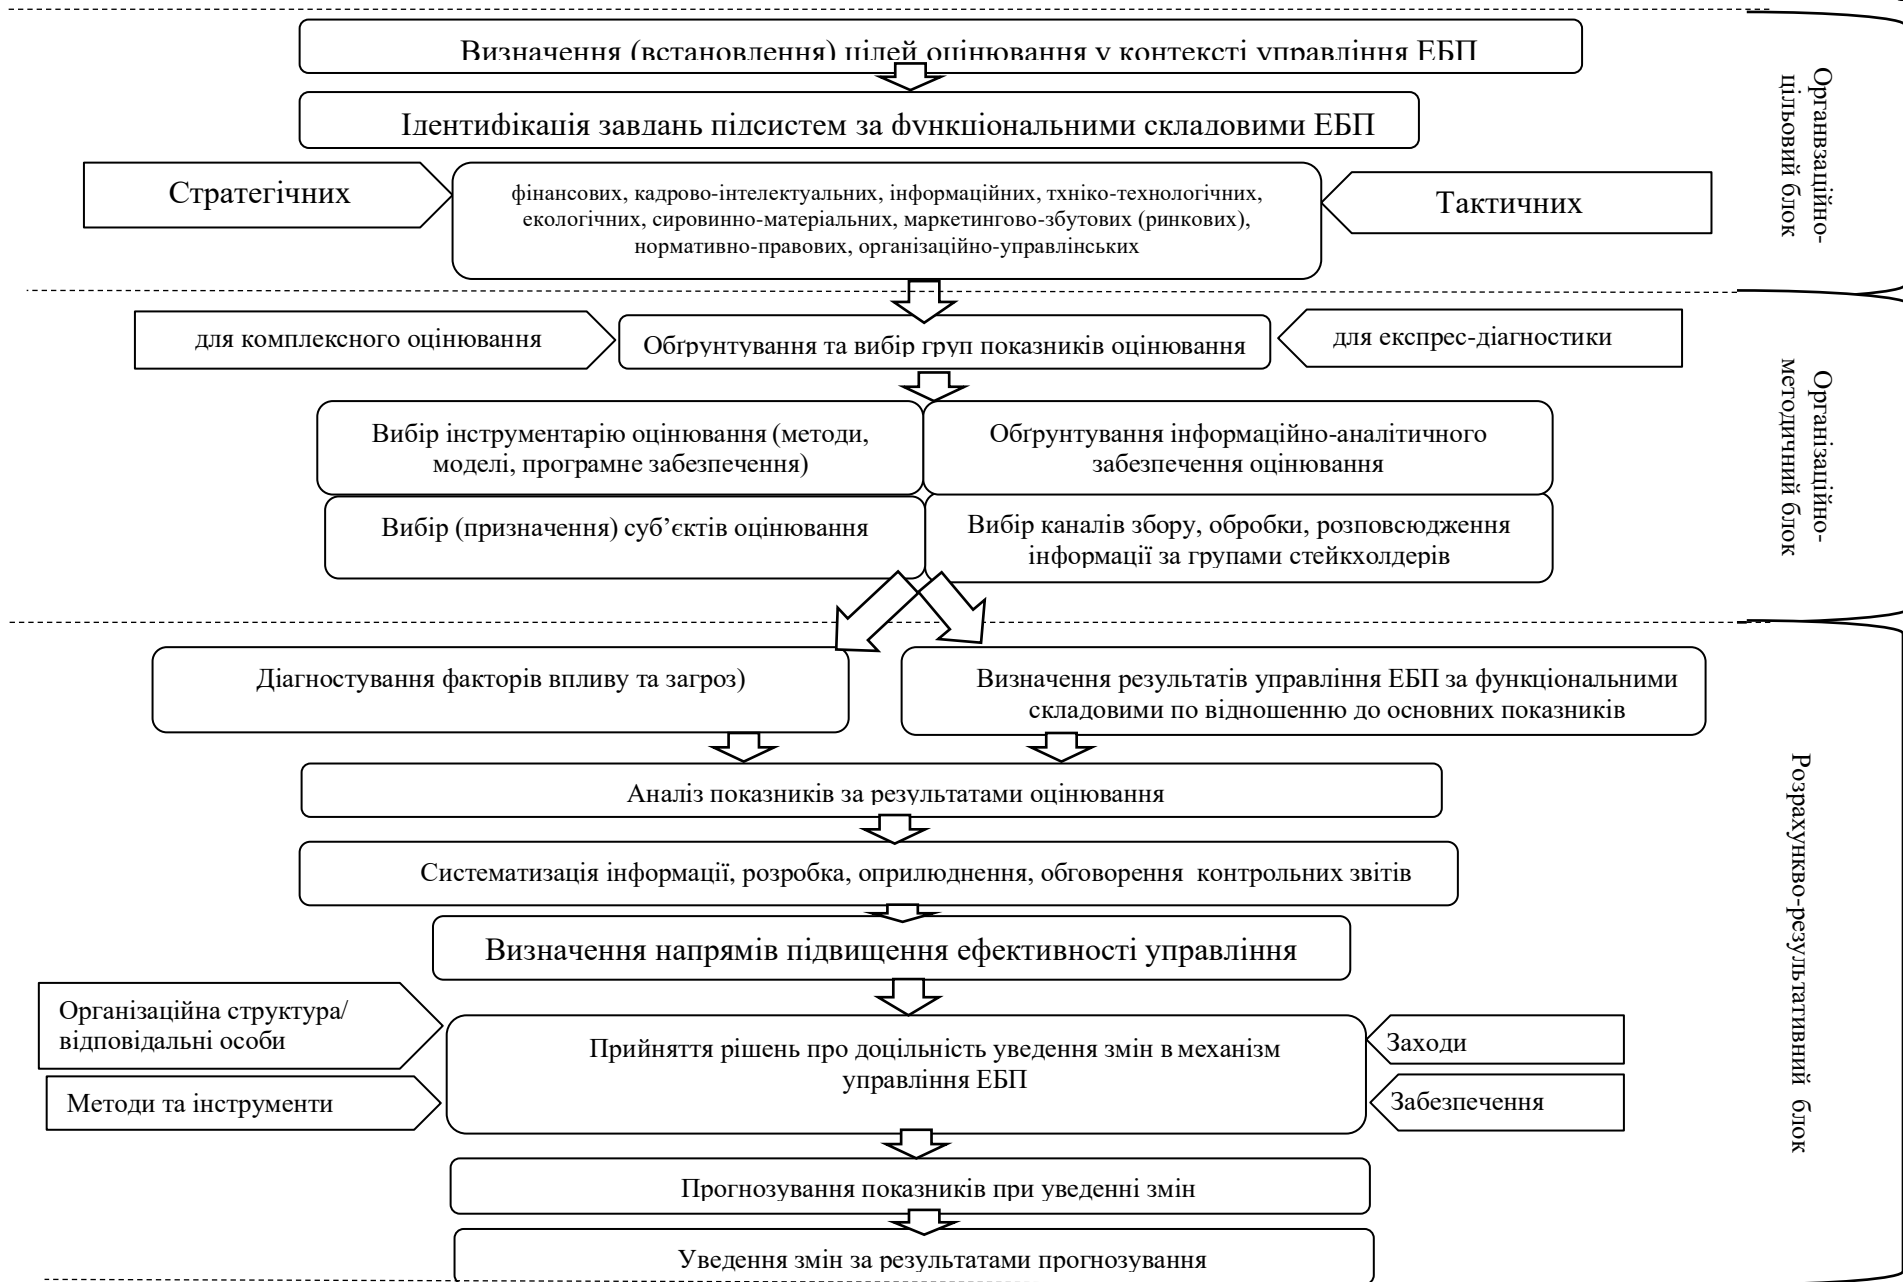 Визначення (встановлення) цілей оцінювання у контексті управління ЕБП
Ідентифікація завдань підсистем за функціональними складовими ЕБП
Стратегічних
фінансових, кадрово-інтелектуальних, інформаційних, тхніко-технологічних,
екологічних, сировинно-матеріальних, маркетингово-збутових (ринкових),
нормативно-правових, організаційно-управлінських
Тактичних
Органвзаційно-
цільовий блок
для комплексного оцінювання
Обґрунтування та вибір груп показників оцінювання
для експрес-діагностики
Вибір інструментарію оцінювання (методи,
моделі, програмне забезпечення)
Обґрунтування інформаційно-аналітичного
забезпечення оцінювання
Вибір (призначення) суб’єктів оцінювання
Вибір каналів збору, обробки, розповсюдження
інформації за групами стейкхолдерів
Організаційно-
методичний блок
Діагностування факторів впливу та загроз)
Визначення результатів управління ЕБП за функціональними
складовими по відношенню до основних показників
Аналіз показників за результатами оцінювання
Систематизація інформації, розробка, оприлюднення, обговорення контрольних звітів
Визначення напрямів підвищення ефективності управління
Організаційна структура/
відповідальні особи
Методи та інструменти
Прийняття рішень про доцільність уведення змін в механізм
управління ЕБП
Заходи
Забезпечення
Прогнозування показників при уведенні змін
Уведення змін за результатами прогнозування
Розрахункво-результативний блок